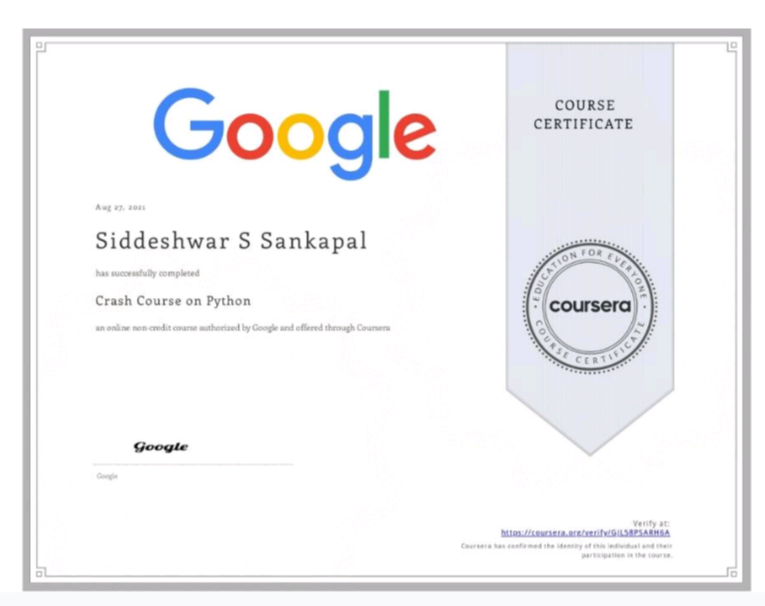 Google
COURSE
CERTIFICATE
Aug 27, 2021
Siddeshwar S Sankapal
has successfully completed
Crash Course on Python
an online non-credit course authorized by Google and offered through Coursera
EDUCATION FOR EVERYONE
coursera
COURSE CERTIFICATE
Google
Google
Verify at:
https://coursera.org/verify/GJL58PSARH6A
Coursera has confirmed the identity of this individual and their
participation in the course.